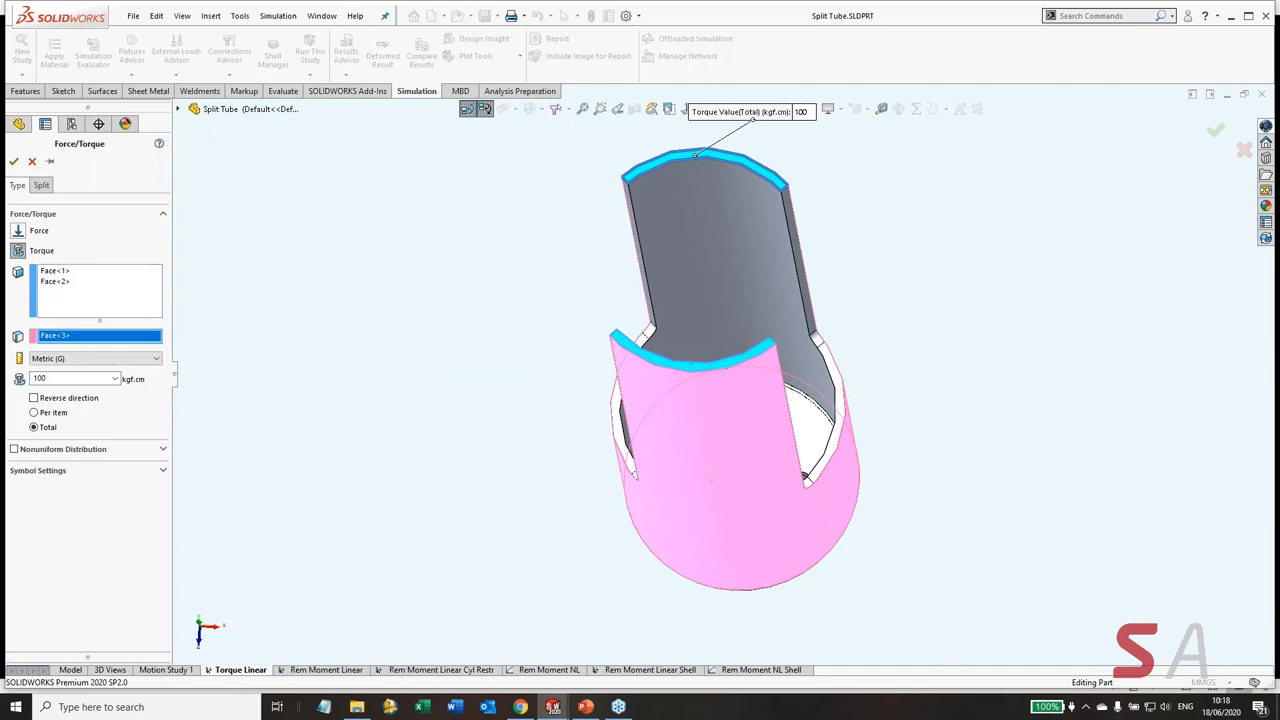 SOLIDWORKS
File
Edit
View
Insert
Tools
Simulation
Window
Help
Split Tube.SLDPRT
Search Commands
New Study
Apply Material
Simulation Evaluator
Fixtures Advisor
External Loads Advisor
Connections Advisor
Shell Manager
Run This Study
Results Advisor
Deformed Result
Compare Results
Design Insight
Plot Tools
Report
Include Image for Report
Offloaded Simulation
Manage Network
Features
Sketch
Surfaces
Sheet Metal
Weldments
Markup
Evaluate
SOLIDWORKS Add-Ins
Simulation
MBD
Analysis Preparation
Split Tube (Default<<Def...
Torque Value(Total) (kgf.cm): 100
Force/Torque
Type
Split
Force/Torque
Force
Torque
Face<1>
Face<2>
Face<3>
Metric (G)
100
kgf.cm
Reverse direction
Per item
Total
Nonuniform Distribution
Symbol Settings
Model
3D Views
Motion Study 1
Torque Linear
Rem Moment Linear
Rem Moment Linear Cyl Restr
Rem Moment NL
Rem Moment Linear Shell
Rem Moment NL Shell
SOLIDWORKS Premium 2020 SP2.0
Editing Part
MMGS
SA
Type here to search
100%
10:18
18/06/2020